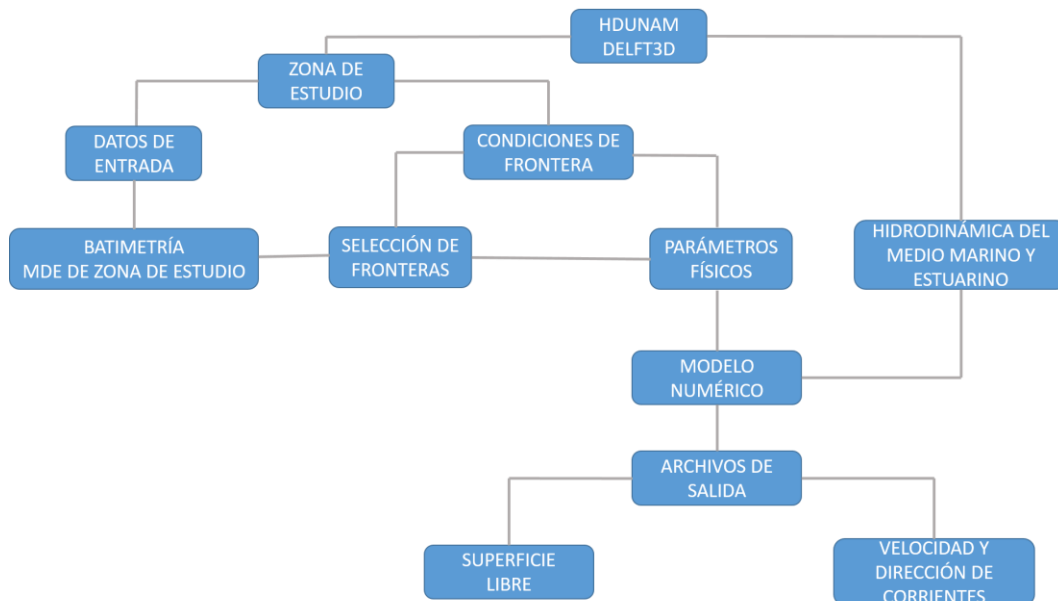 HDUNAM
DELFT3D
ZONA DE
ESTUDIO
DATOS DE
ENTRADA
CONDICIONES DE
FRONTERA
BATIMETRÍA
MDE DE ZONA DE ESTUDIO
SELECCIÓN DE
FRONTERAS
PARÁMETROS
FÍSICOS
HIDRODINÁMICA DEL
MEDIO MARINO Y
ESTUARINO
MODELO
NUMÉRICO
ARCHIVOS DE
SALIDA
SUPERFICIE
LIBRE
VELOCIDAD Y
DIRECCIÓN DE
CORRIENTES